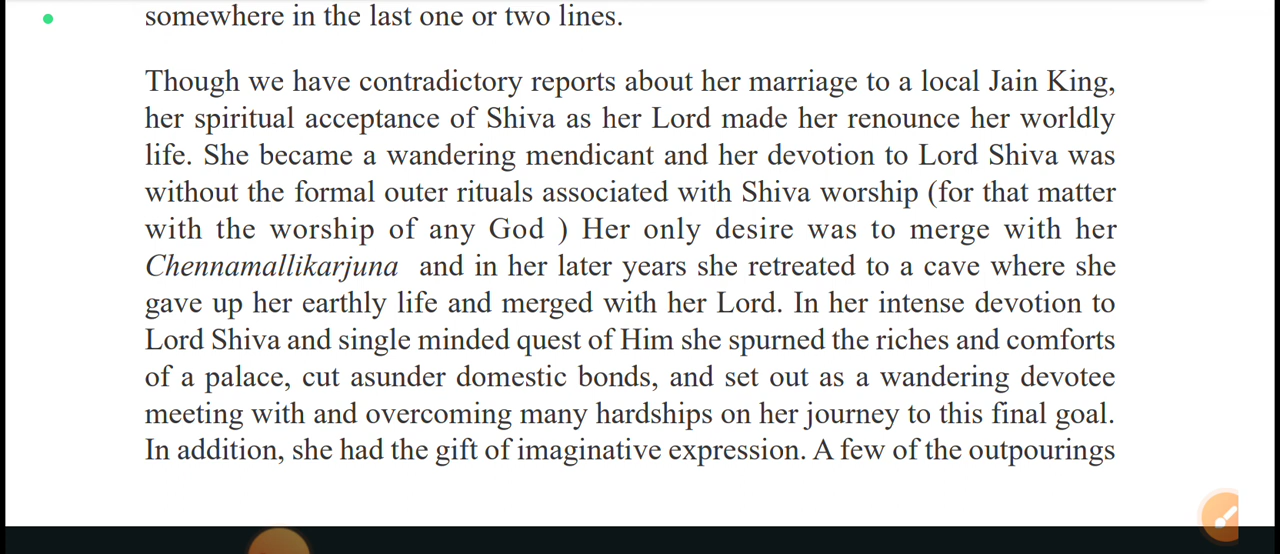 somewhere in the last one or two lines.
Though we have contradictory reports about her marriage to a local Jain King,
her spiritual acceptance of Shiva as her Lord made her renounce her worldly
life. She became a wandering mendicant and her devotion to Lord Shiva was
without the formal outer rituals associated with Shiva worship (for that matter
with the worship of any God ) Her only desire was to merge with her
Chennamallikarjuna and in her later years she retreated to a cave where she
gave up her earthly life and merged with her Lord. In her intense devotion to
Lord Shiva and single minded quest of Him she spurned the riches and comforts
of a palace, cut asunder domestic bonds, and set out as a wandering devotee
meeting with and overcoming many hardships on her journey to this final goal.
In addition, she had the gift of imaginative expression. A few of the outpourings